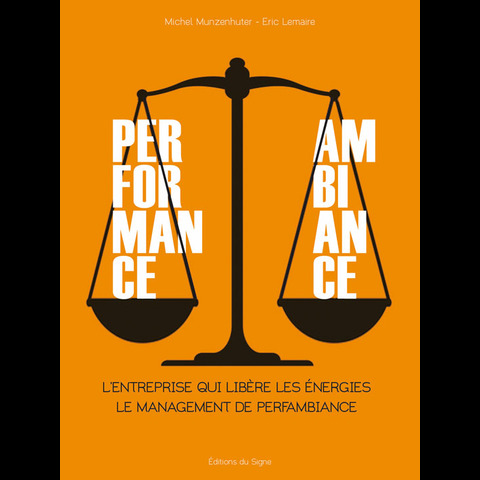 Michel Munzenhuter - Eric Lemaire
PER
FOR
MAN
CE
AM
BI
AN
CE
L'ENTREPRISE QUI LIBÈRE LES ÉNERGIES
LE MANAGEMENT DE PERFAMBIANCE
Éditions du Signe